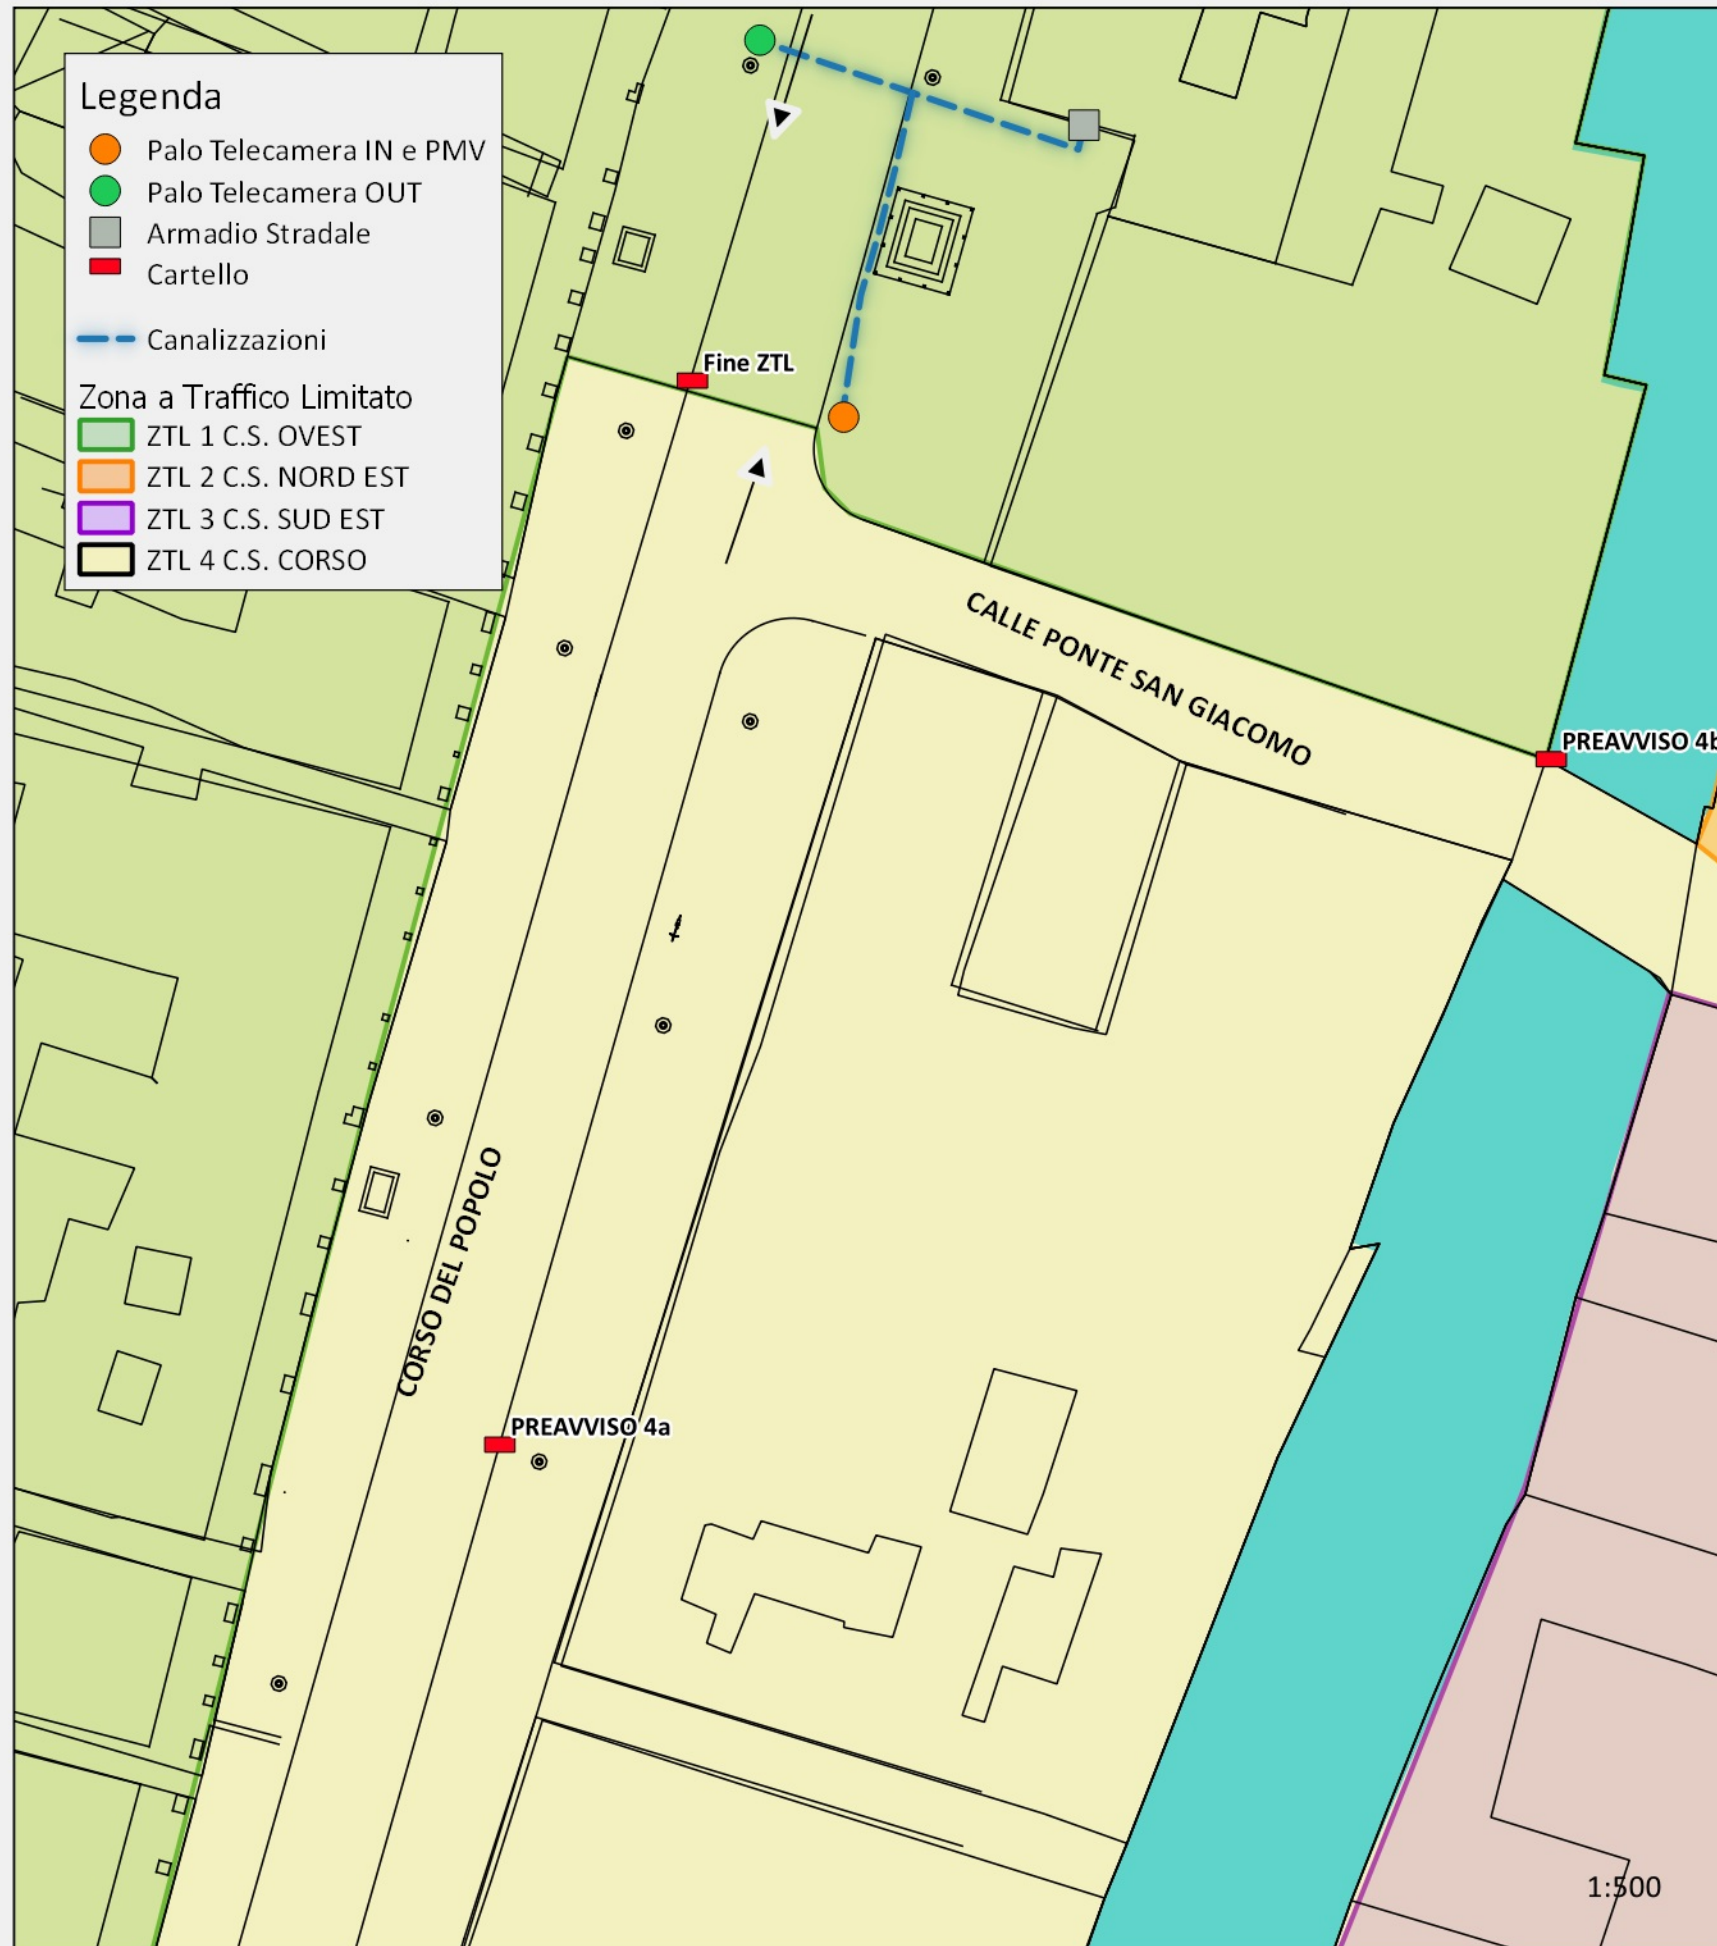 Legenda
Palo Telecamera IN e PMV
Palo Telecamera OUT
Armadio Stradale
Cartello
Canalizzazioni
Zona a Traffico Limitato
ZTL 1 C.S. OVEST
ZTL 2 C.S. NORD EST
ZTL 3 C.S. SUD EST
ZTL 4 C.S. CORSO
Fine ZTL
CALLE PONTE SAN GIACOMO
PREAVVISO 4b
CORSO DEL POPOLO
PREAVVISO 4a
1:500